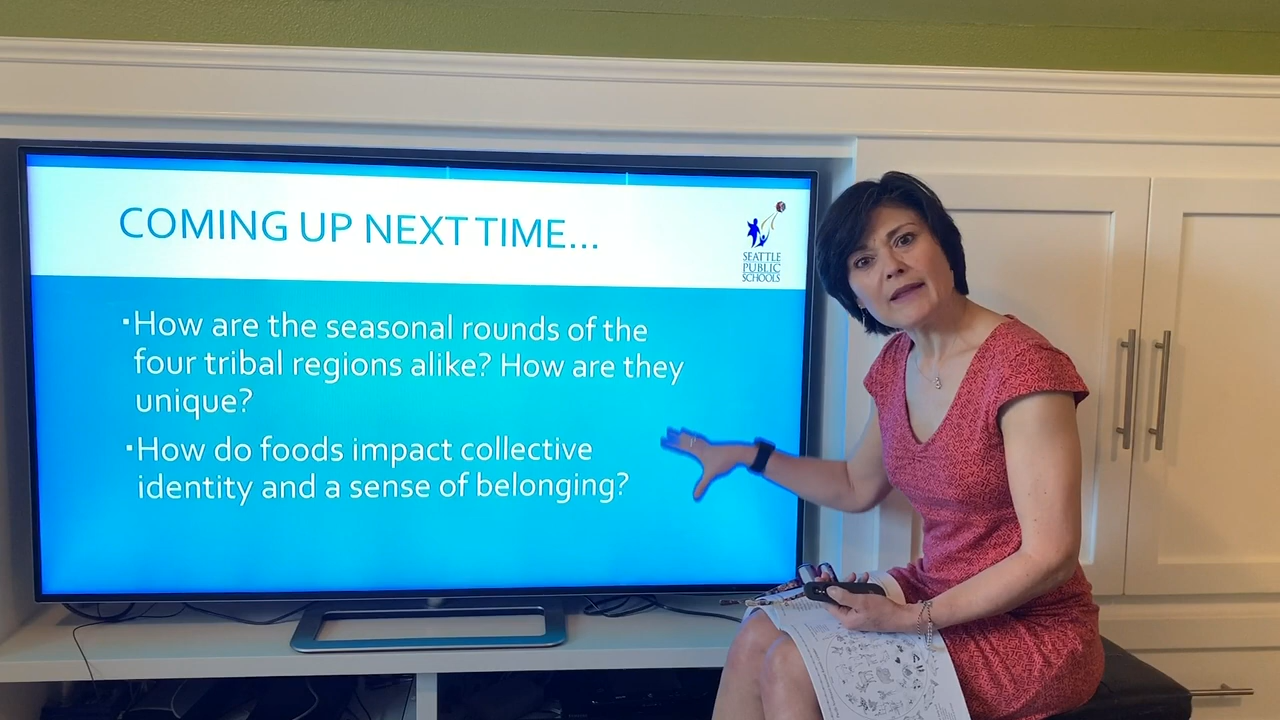 COMING UP NEXT TIME...
SEATTLE
PUBLIC
SCHOOLS
▪How are the seasonal rounds of the
four tribal regions alike? How are they
unique?
▪How do foods impact collective
identity and a sense of belonging?